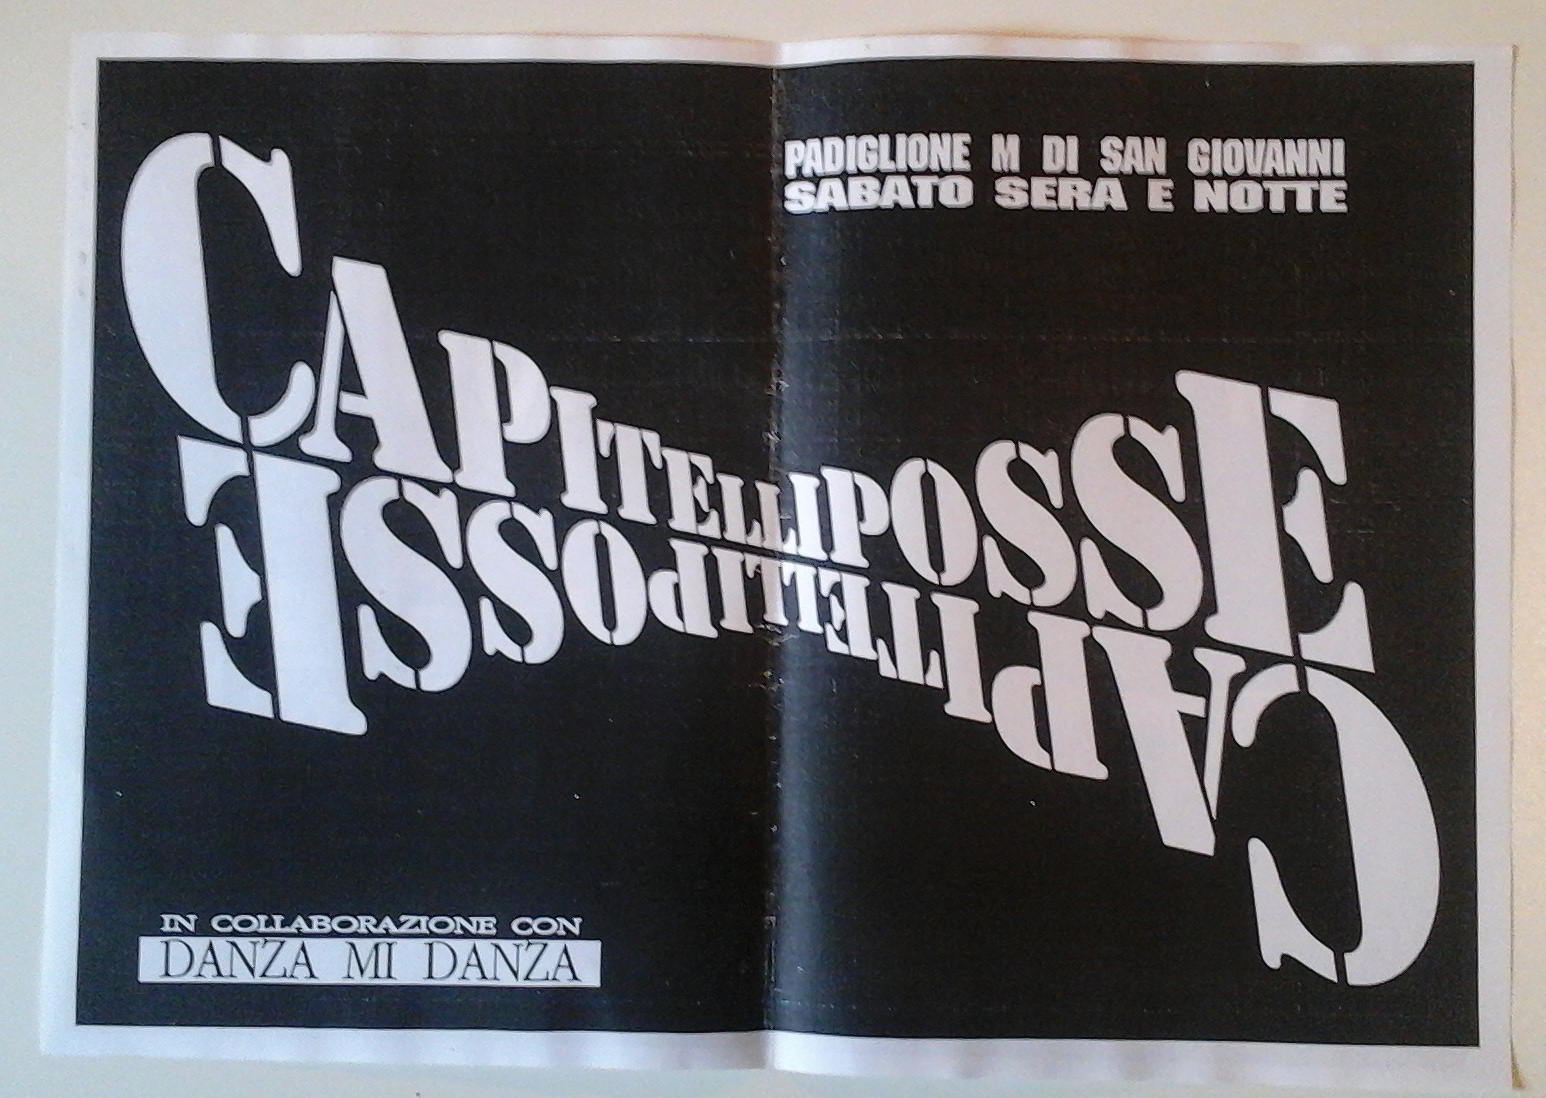 PADIGLIONE M DI SAN GIOVANNI
SABATO SERA E NOTTE
CAPITELLIPOSSE
CAPITELLIPOSSE
IN COLLABORAZIONE CON
DANZA MI DANZA